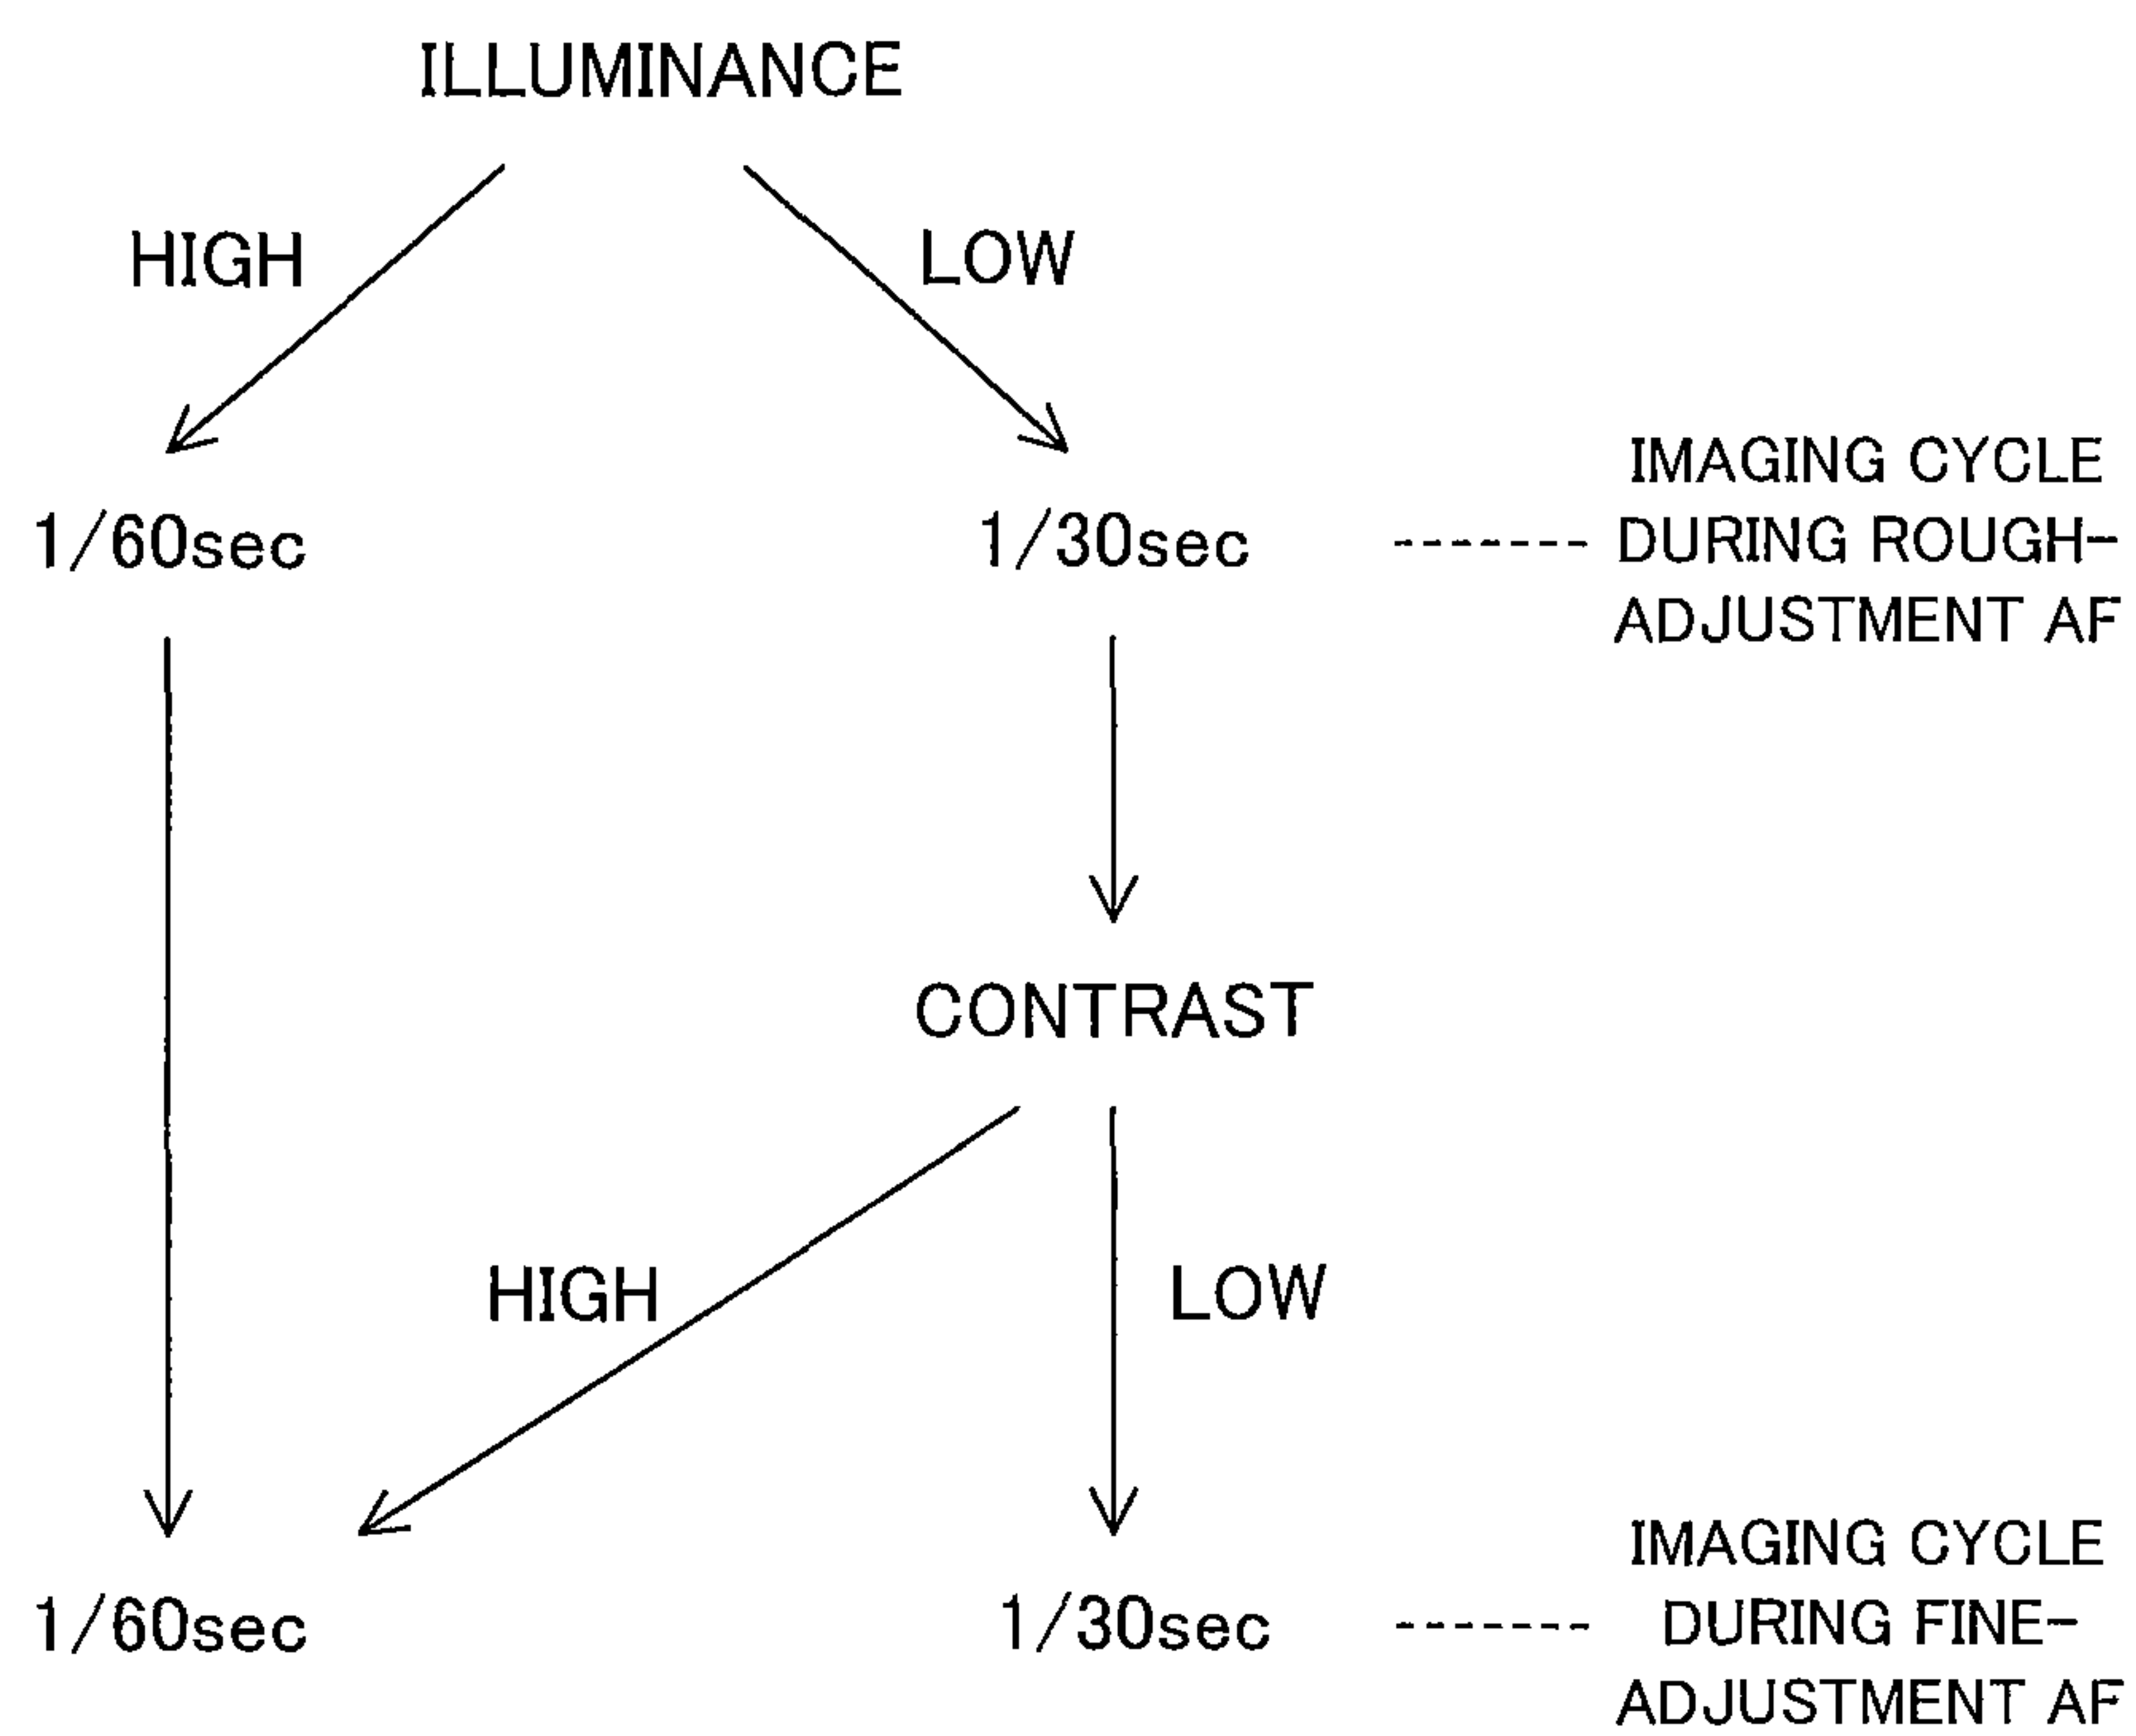 ILLUMINANCE
HIGH
LOW
1/60sec
1/30sec
IMAGING CYCLE
DURING ROUGH-
ADJUSTMENT AF
CONTRAST
HIGH
LOW
1/60sec
1/30sec
IMAGING CYCLE
DURING FINE-
ADJUSTMENT AF